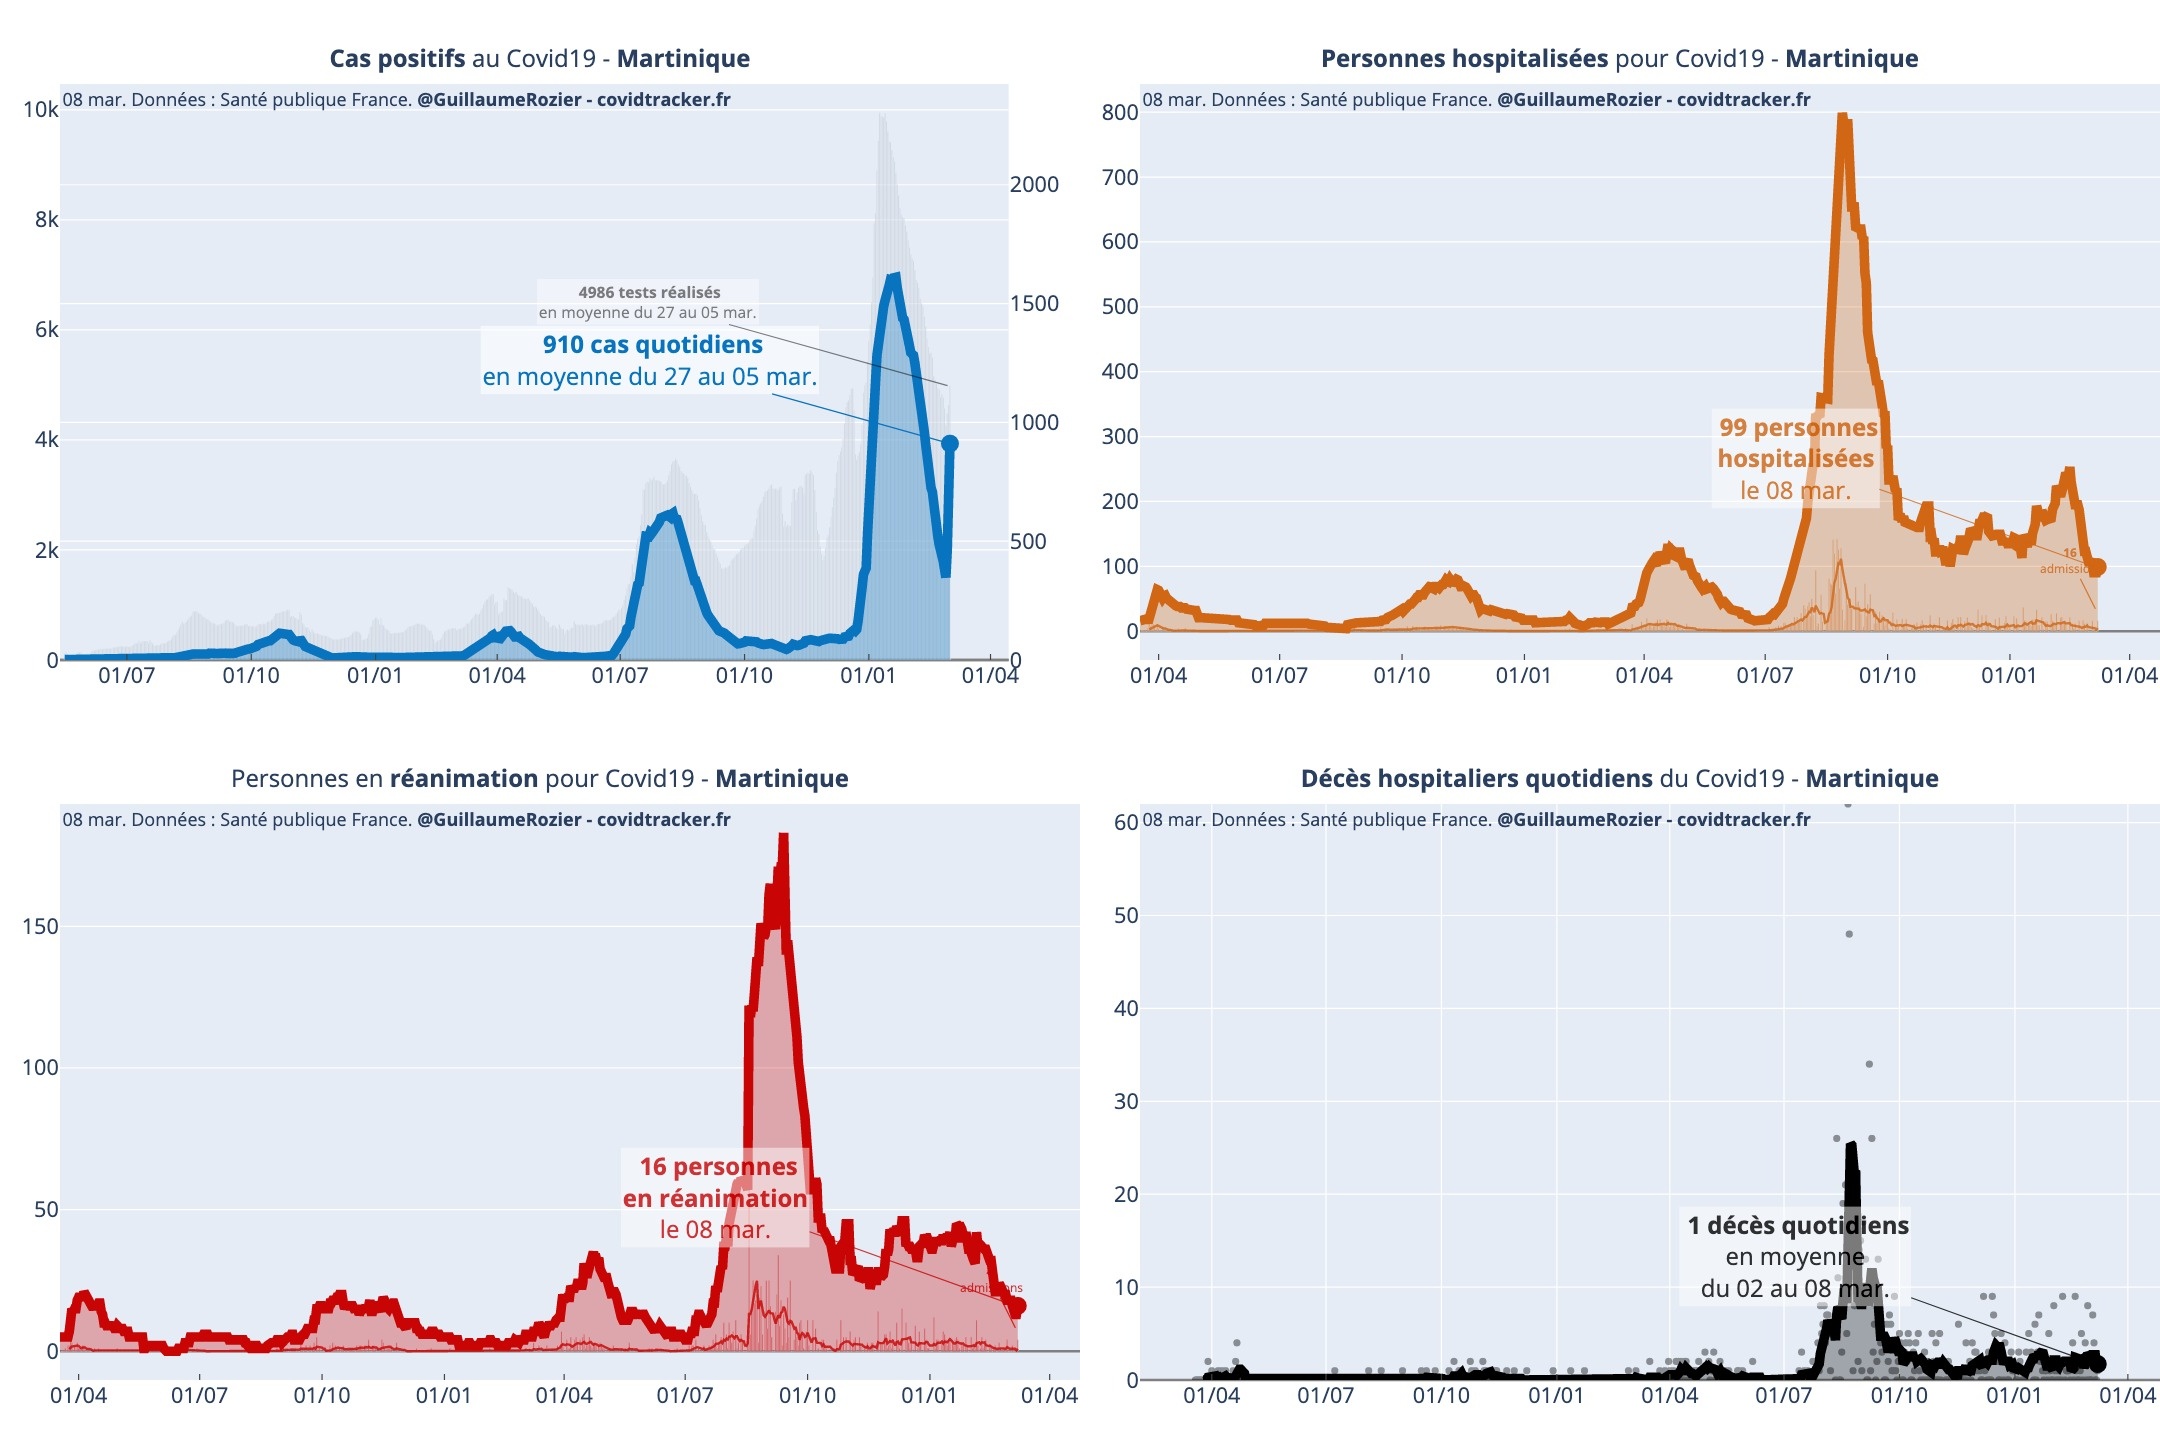 Cas positifs au Covid19 - Martinique
08 mar. Données : Santé publique France. @GuillaumeRozier - covidtracker.fr
10k
8k
6k
4k
2k
0
2000
1500
1000
500
0
4986 tests réalisés
en moyenne du 27 au 05 mar.
910 cas quotidiens
en moyenne du 27 au 05 mar.
01/07 01/10 01/01 01/04 01/07 01/10 01/01 01/04
Personnes hospitalisées pour Covid19 - Martinique
08 mar. Données : Santé publique France. @GuillaumeRozier - covidtracker.fr
800
700
600
500
400
300
200
100
0
99 personnes
hospitalisées
le 08 mar.
16
01/04 01/07 01/10 01/01 01/04 01/07 01/10 01/01 01/04
Personnes en réanimation pour Covid19 - Martinique
08 mar. Données : Santé publique France. @GuillaumeRozier - covidtracker.fr
150
100
50
0
16 personnes
en réanimation
le 08 mar.
admissions
01/04 01/07 01/10 01/01 01/04 01/07 01/10 01/01 01/04
Décès hospitaliers quotidiens du Covid19 - Martinique
08 mar. Données : Santé publique France. @GuillaumeRozier - covidtracker.fr
60
50
40
30
20
10
0
1 décès quotidiens
en moyenne
du 02 au 08 mar.
01/04 01/07 01/10 01/01 01/04 01/07 01/10 01/01 01/04